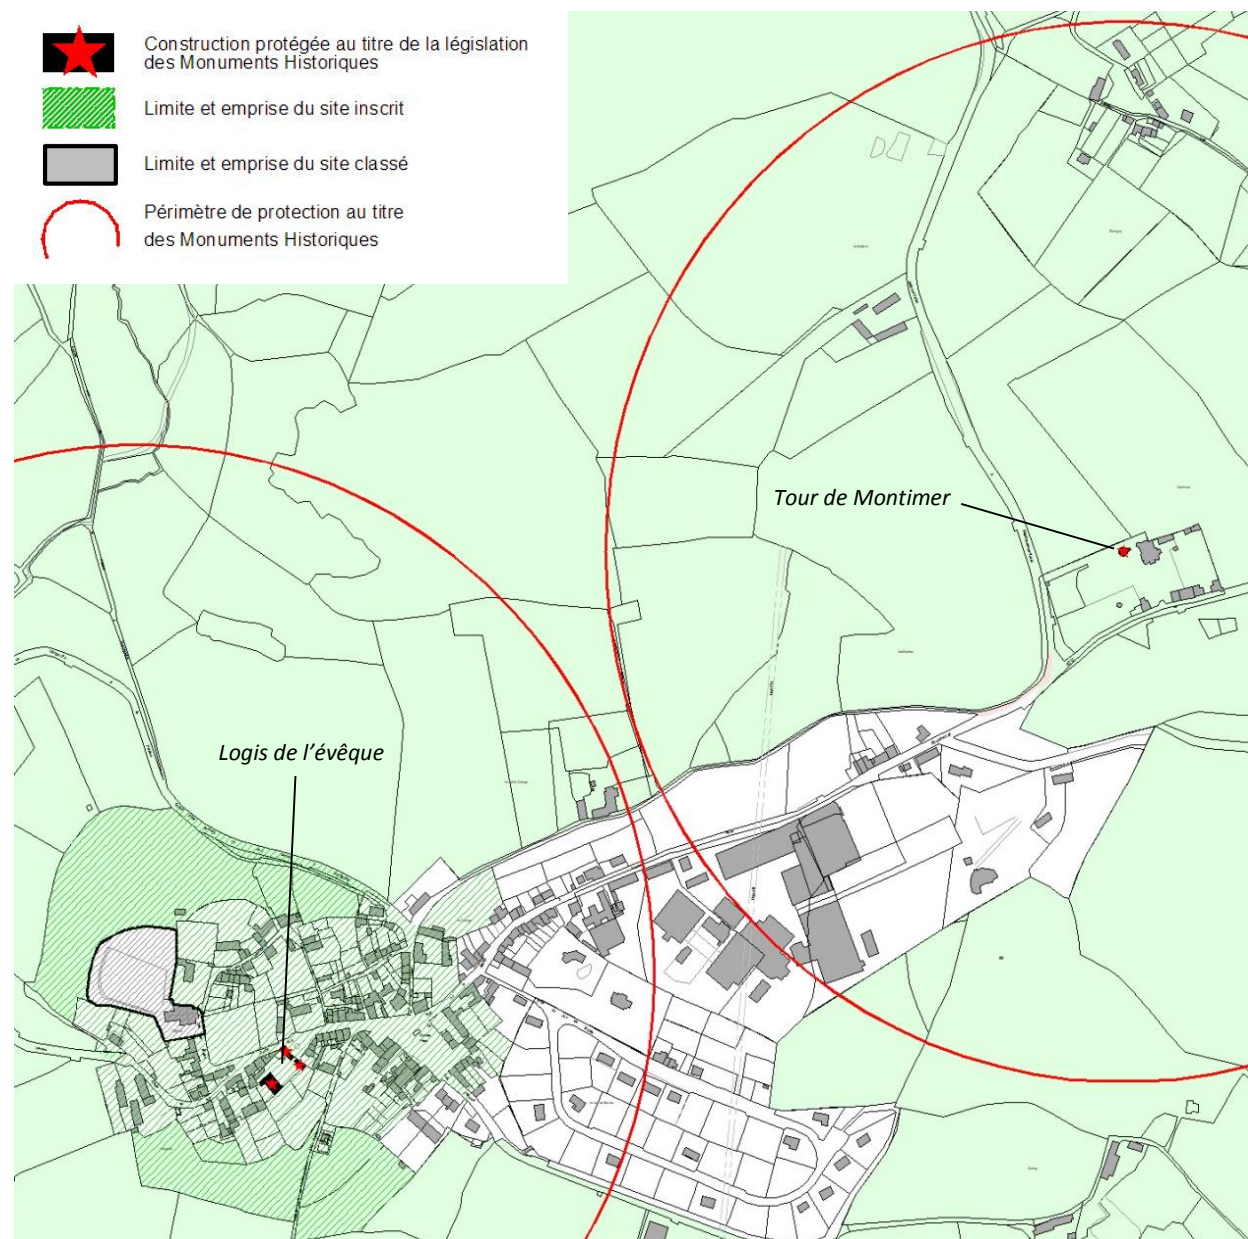 Construction protégée au titre de la législation
des Monuments Historiques
Limite et emprise du site inscrit
Limite et emprise du site classé
Périmètre de protection au titre
des Monuments Historiques
Tour de Montimer
Logis de l'évêque